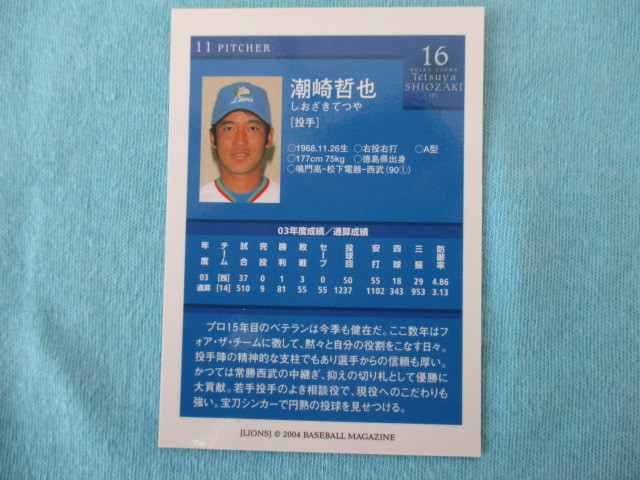 11 PITCHER
16
SEIBU LIONS
Tetsuya
SHIOZAKI
(P)
Lions
潮崎哲也
しおざきてつや
[投手]
○1968.11.26生 ○右投右打 ○A型
○177cm 75kg ○徳島県出身
○鳴門高−松下電器−西武(90①)
03年度成績／通算成績
年度 チーム 試合 完投 勝利 敗戦 セーブ 投球回 安打 四球 三振 防御率
03 [西] 37 0 1 3 0 50 55 18 29 4.86
通算 [14] 510 9 81 55 55 1237 1102 343 953 3.13
プロ15年目のベテランは今季も健在だ。ここ数年はフ
ォア・ザ・チームに徹して、黙々と自分の役割をこなす日々。
投手陣の精神的な支柱でもあり選手からの信頼も厚い。
かつては常勝西武の中継ぎ、抑えの切り札として優勝に
大貢献。若手投手のよき相談役で、現役へのこだわりも
強い。宝刀シンカーで円熟の投球を見せつける。
[LIONS] © 2004 BASEBALL MAGAZINE